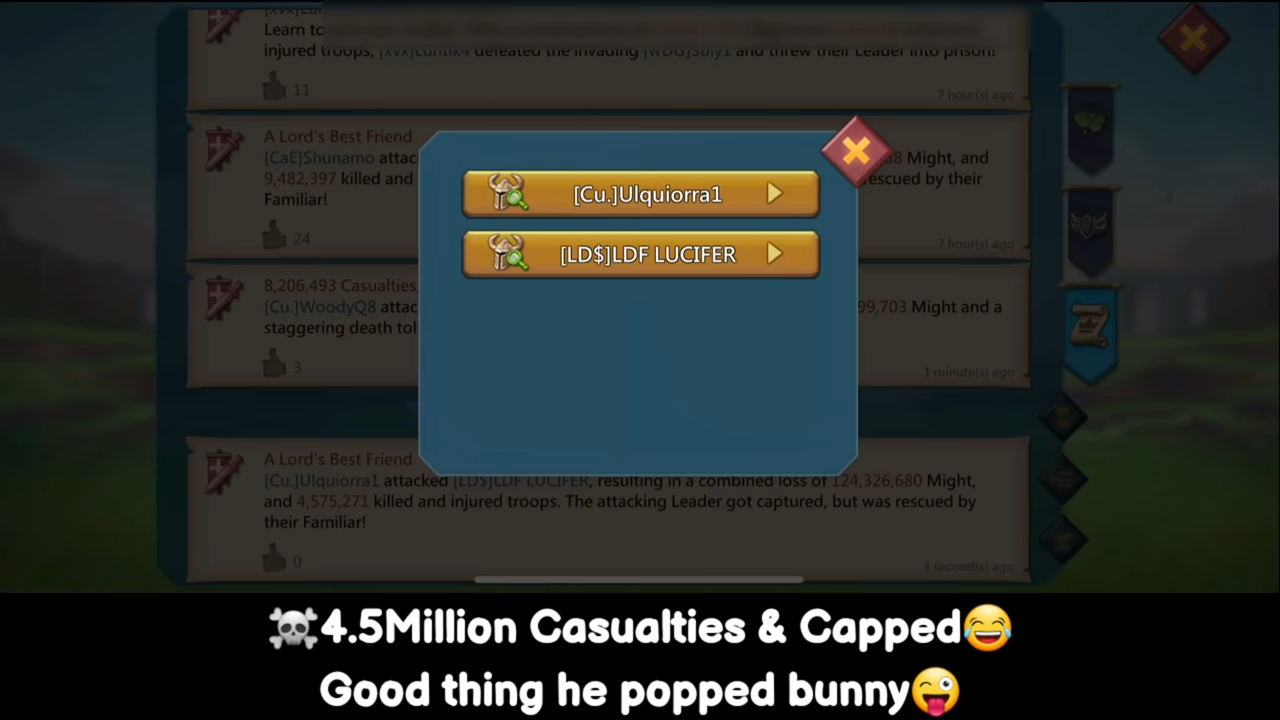 Learn to
injured troops, [xvx]Luntik4 defeated the invading [wDG]Suly1 and threw their Leader into prison!
11
7 hour(s) ago
A Lord's Best Friend
[CaE]Shunamo attac 38 Might, and
9,482,397 killed and escued by their
Familiar!
24
7 hour(s) ago
8,206,493 Casualties
[Cu.]WoodyQ8 attac 99,703 Might and a
staggering death tol
3
1 minute(s) ago
[Cu.]Ulquiorra1
[LD$]LDF LUCIFER
A Lord's Best Friend
[Cu.]Ulquiorra1 attacked [LD$]LDF LUCIFER, resulting in a combined loss of 124,326,680 Might,
and 4,575,271 killed and injured troops. The attacking Leader got captured, but was rescued by
their Familiar!
0
4 second(s) ago
☠️4.5Million Casualties & Capped😂
Good thing he popped bunny😜